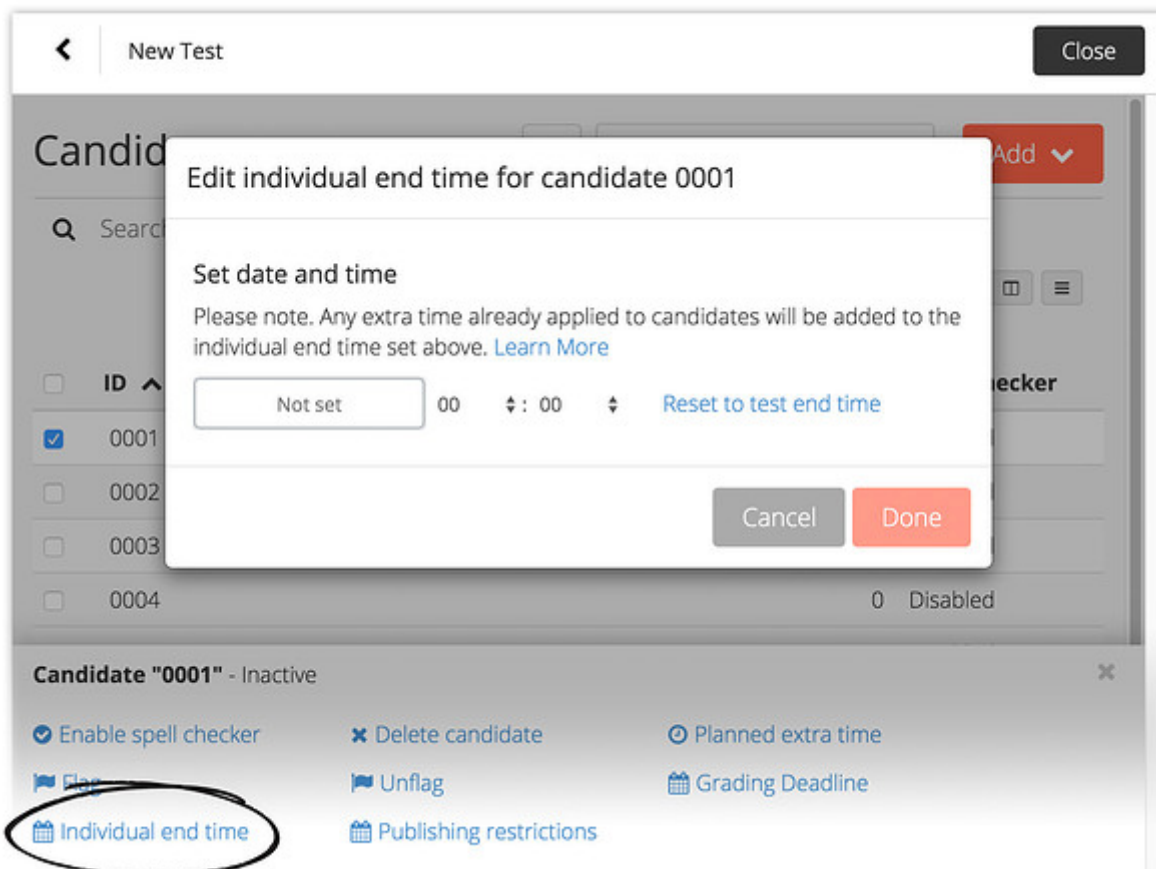 New Test
Close
Add
Edit individual end time for candidate 0001
Set date and time
Please note. Any extra time already applied to candidates will be added to the
individual end time set above. Learn More
ID
Not set 00 : 00 Reset to test end time
0001
0002
Cancel Done
0003
0004 0 Disabled
Candidate "0001" - Inactive
Enable spell checker Delete candidate Planned extra time
Flag Unflag Grading Deadline
Individual end time Publishing restrictions